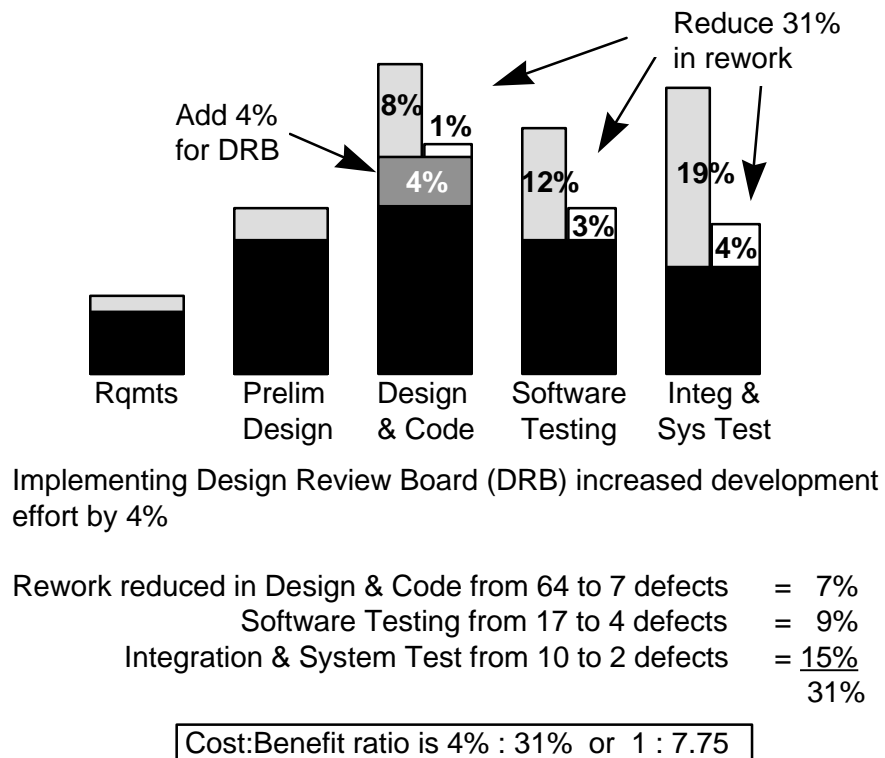 Reduce 31%
in rework
Add 4%
for DRB
8%
1%
4%
12%
3%
19%
4%
Rqmts
Prelim
Design
Design
& Code
Software
Testing
Integ &
Sys Test
Implementing Design Review Board (DRB) increased development
effort by 4%
Rework reduced in Design & Code from 64 to 7 defects = 7%
Software Testing from 17 to 4 defects = 9%
Integration & System Test from 10 to 2 defects = 15%
31%
Cost:Benefit ratio is 4% : 31% or 1 : 7.75